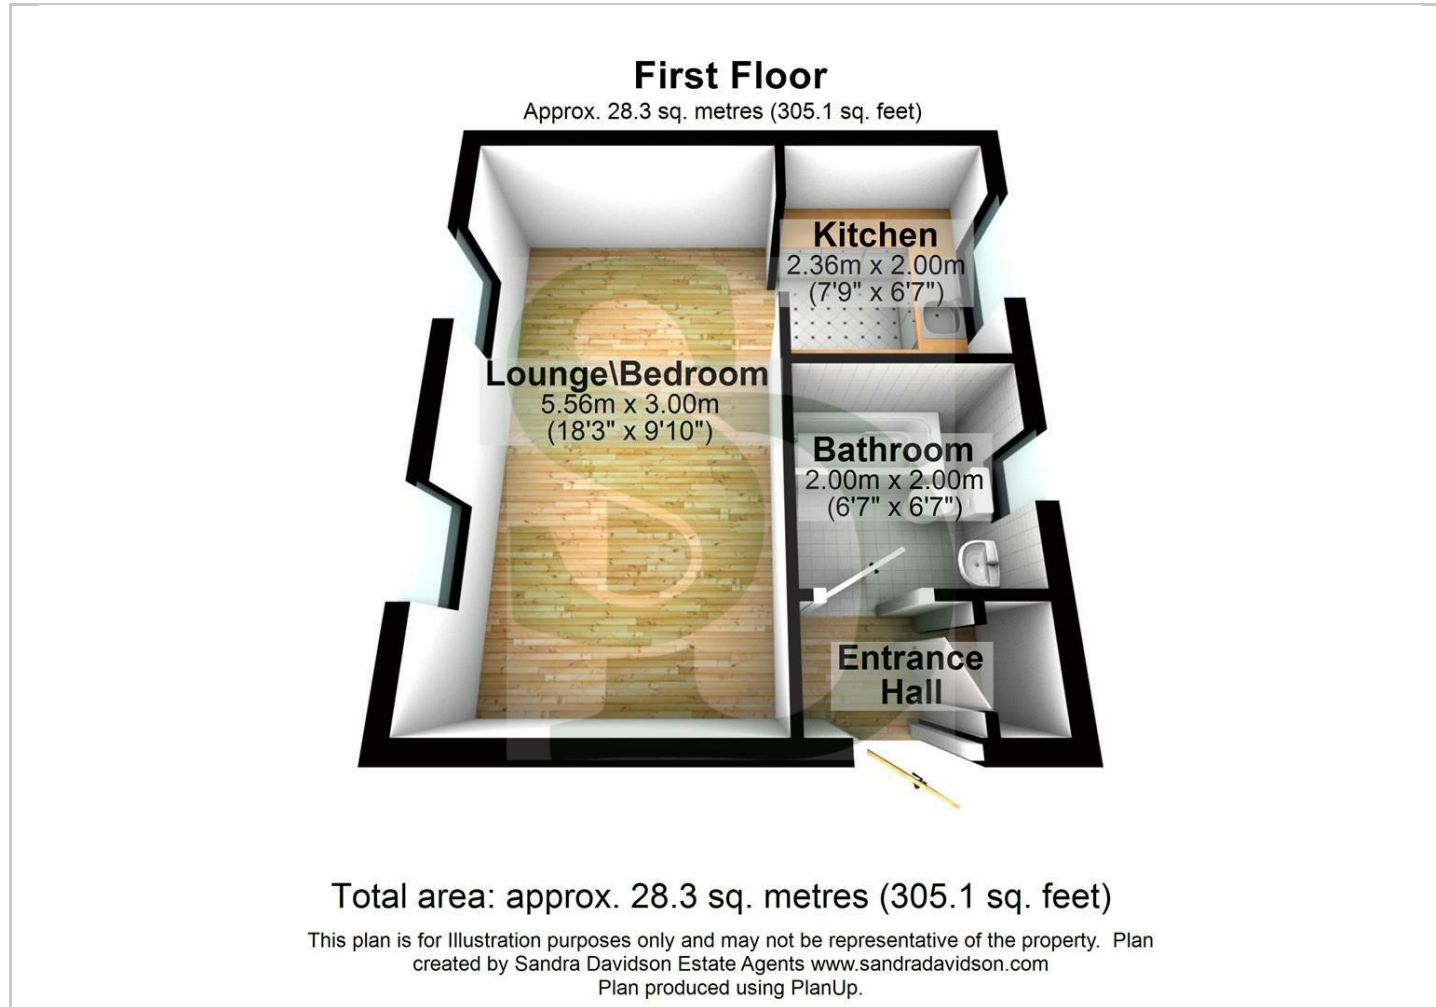 First Floor
Approx. 28.3 sq. metres (305.1 sq. feet)
Kitchen
2.36m x 2.00m
(7'9" x 6'7")
Lounge\Bedroom
5.56m x 3.00m
(18'3" x 9'10")
Bathroom
2.00m x 2.00m
(6'7" x 6'7")
Entrance
Hall
Total area: approx. 28.3 sq. metres (305.1 sq. feet)
This plan is for Illustration purposes only and may not be representative of the property.  Plan
created by Sandra Davidson Estate Agents www.sandradavidson.com
Plan produced using PlanUp.